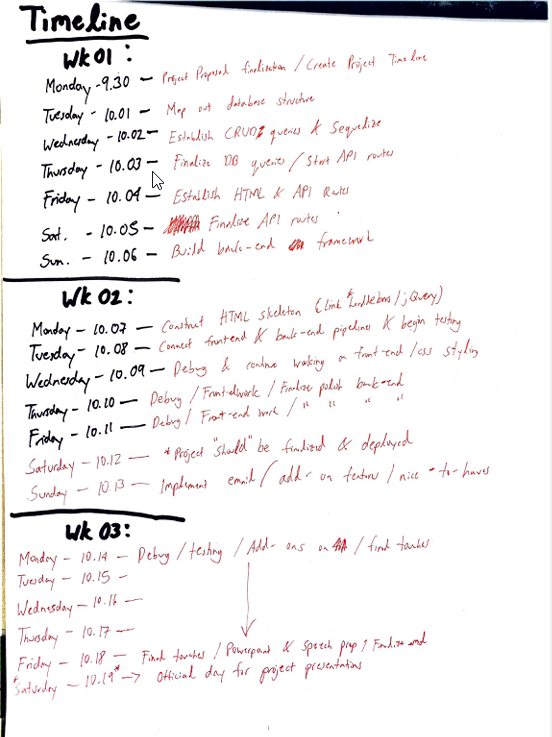 Timeline
Wk 01:
Monday - 9.30 — Project Proposal finalization / Create Project Timeline
Tuesday - 10.01 — Map out database structure
Wednesday - 10.02 — Establish CRUD queries & Sequelize
Thursday - 10.03 — Finalize DB queries / Start API routes
Friday - 10.04 — Establish HTML & API Routes
Sat. - 10.05 — Finalize API routes
Sun. - 10.06 — Build back-end framework
Wk 02:
Monday - 10.07 — Construct HTML skeleton (Link * handlebars / jQuery)
Tuesday - 10.08 — Connect front-end & back-end pipelines & begin testing
Wednesday - 10.09 — Debug & continue working on front-end / css styling
Thursday - 10.10 — Debug / Front-end work / Finalize polish back-end
Friday - 10.11 — Debug / Front-end work / " " " "
Saturday - 10.12 — * Project "should" be finalized & deployed
Sunday - 10.13 — Implement email / add-on features / nice-to-haves
Wk 03:
Monday - 10.14 - Debug / testing / Add-ons on / final touches
Tuesday - 10.15 -
Wednesday - 10.16 -
Thursday - 10.17 —
Friday - 10.18 - Final touches / Powerpoint & speech prep / Finalize
*Saturday - 10.19* -> Official day for project presentations